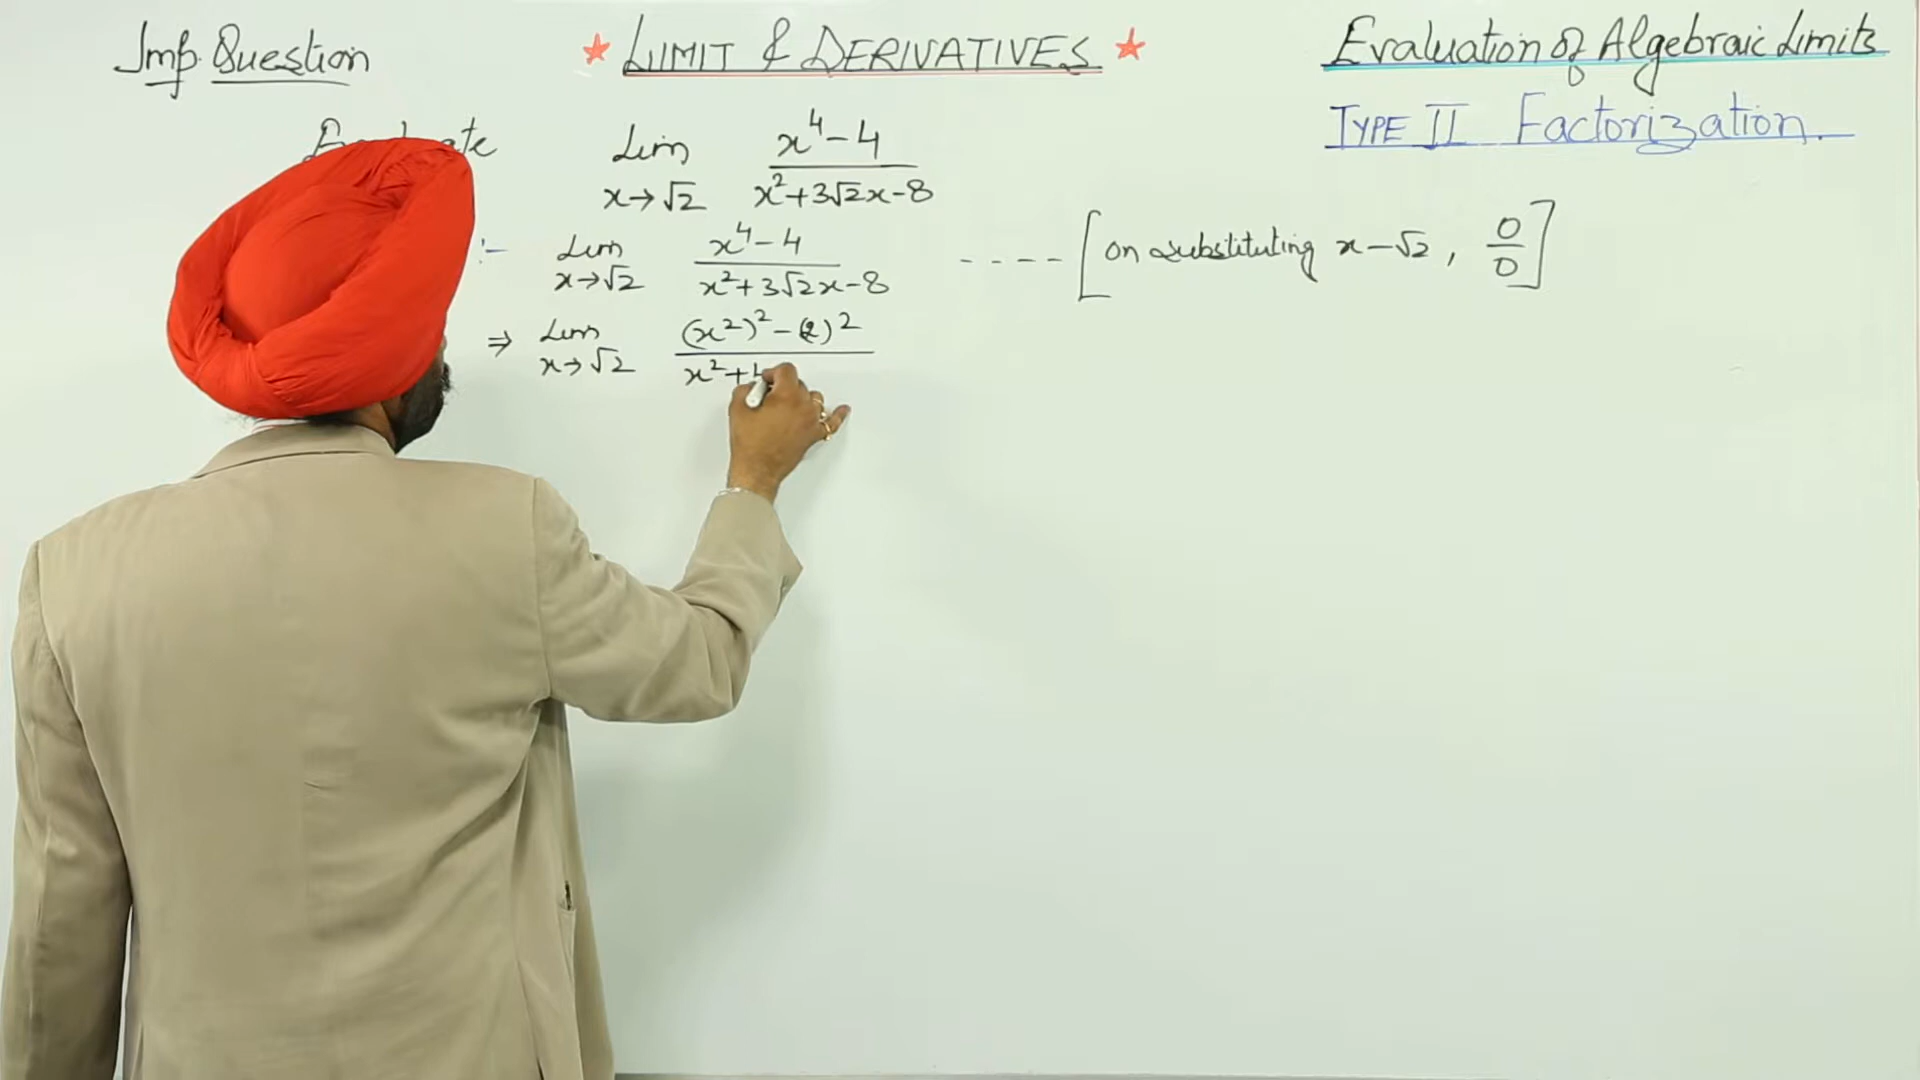 Imp. Question
★ LIMIT & DERIVATIVES ★
Evaluation of Algebraic Limits
TYPE II Factorization.
Lim x→√2 (x⁴-4)/(x²+3√2x-8)
:- Lim x→√2 (x⁴-4)/(x²+3√2x-8) ---- [on substituting x-√2, 0/0]
⇒ Lim x→√2 ((x²)²-(2)²)/(x²+4